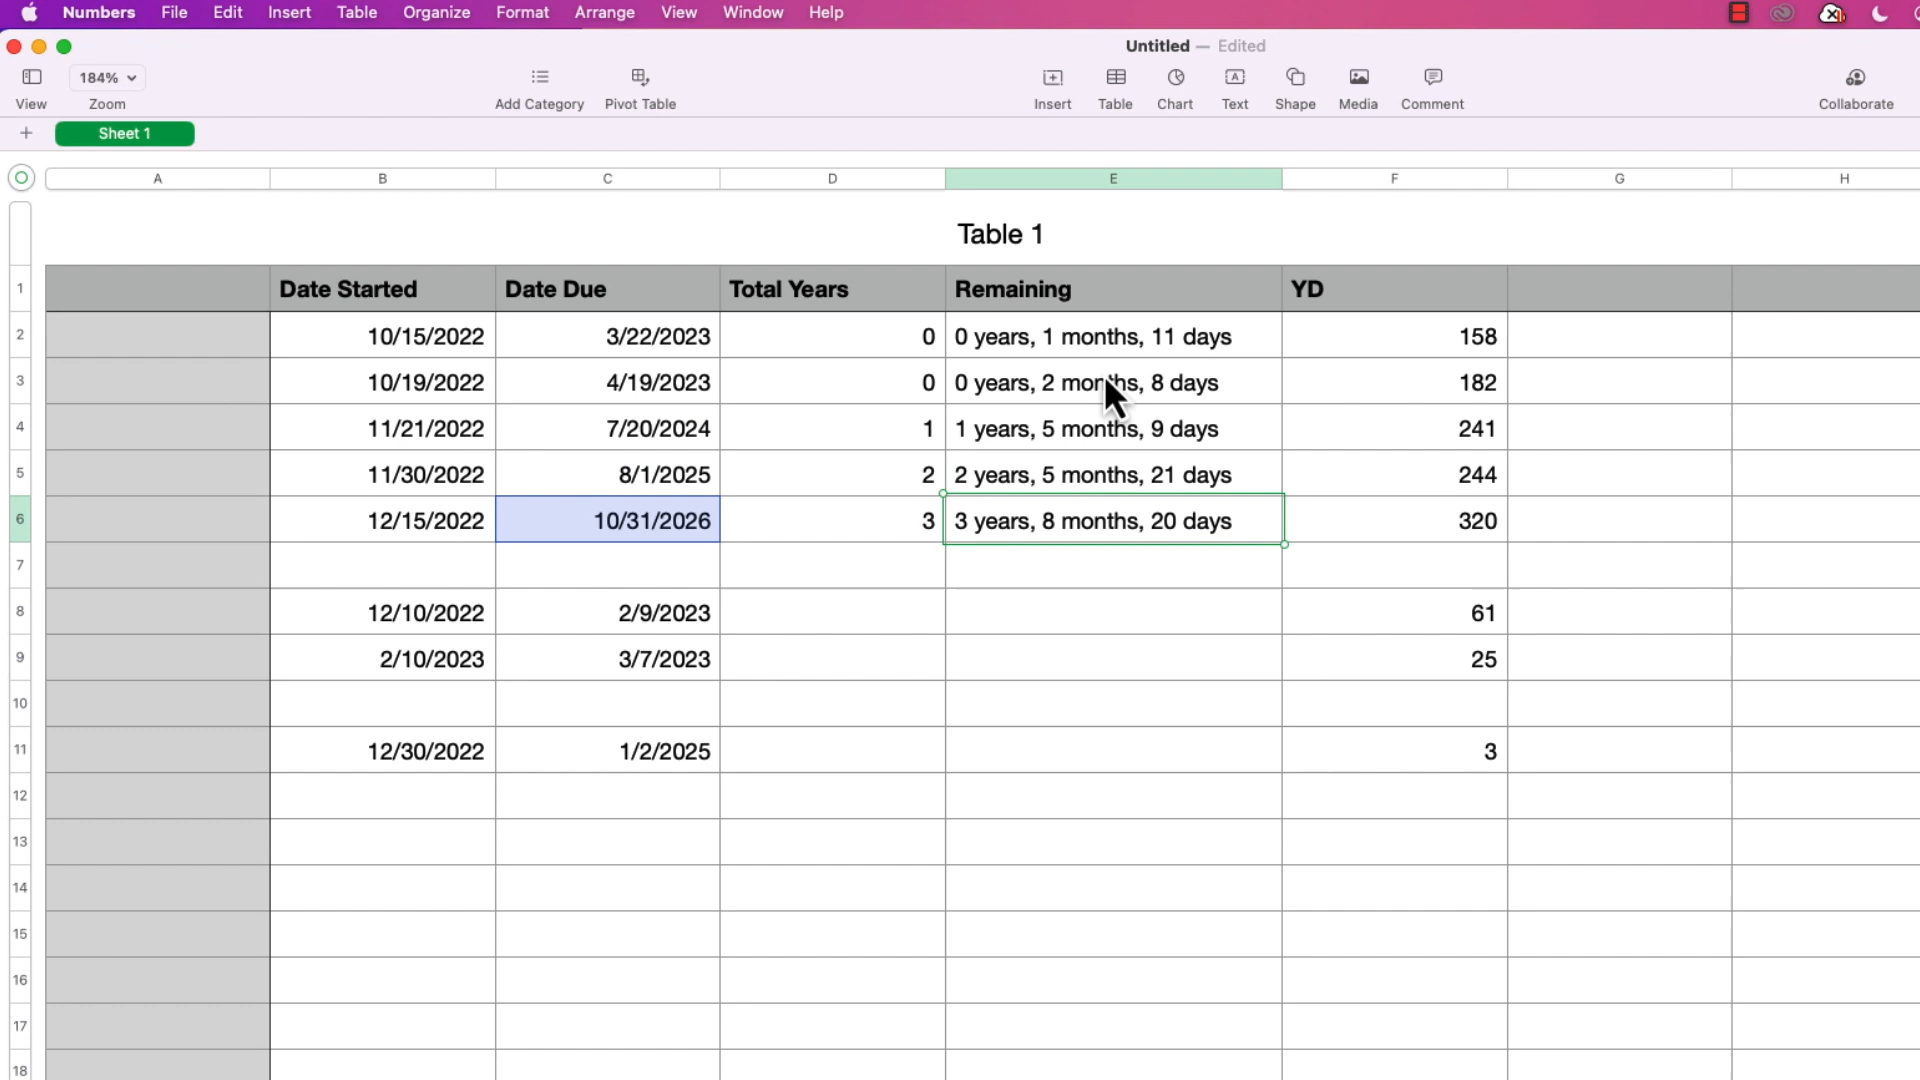 Numbers File Edit Insert Table Organize Format Arrange View Window Help
Untitled — Edited
184%
View Zoom Add Category Pivot Table Insert Table Chart Text Shape Media Comment Collaborate
+ Sheet 1
A B C D E F G H
Table 1
1 Date Started Date Due Total Years Remaining YD
2 10/15/2022 3/22/2023 0 0 years, 1 months, 11 days 158
3 10/19/2022 4/19/2023 0 0 years, 2 months, 8 days 182
4 11/21/2022 7/20/2024 1 1 years, 5 months, 9 days 241
5 11/30/2022 8/1/2025 2 2 years, 5 months, 21 days 244
6 12/15/2022 10/31/2026 3 3 years, 8 months, 20 days 320
7
8 12/10/2022 2/9/2023 61
9 2/10/2023 3/7/2023 25
10
11 12/30/2022 1/2/2025 3
12
13
14
15
16
17
18